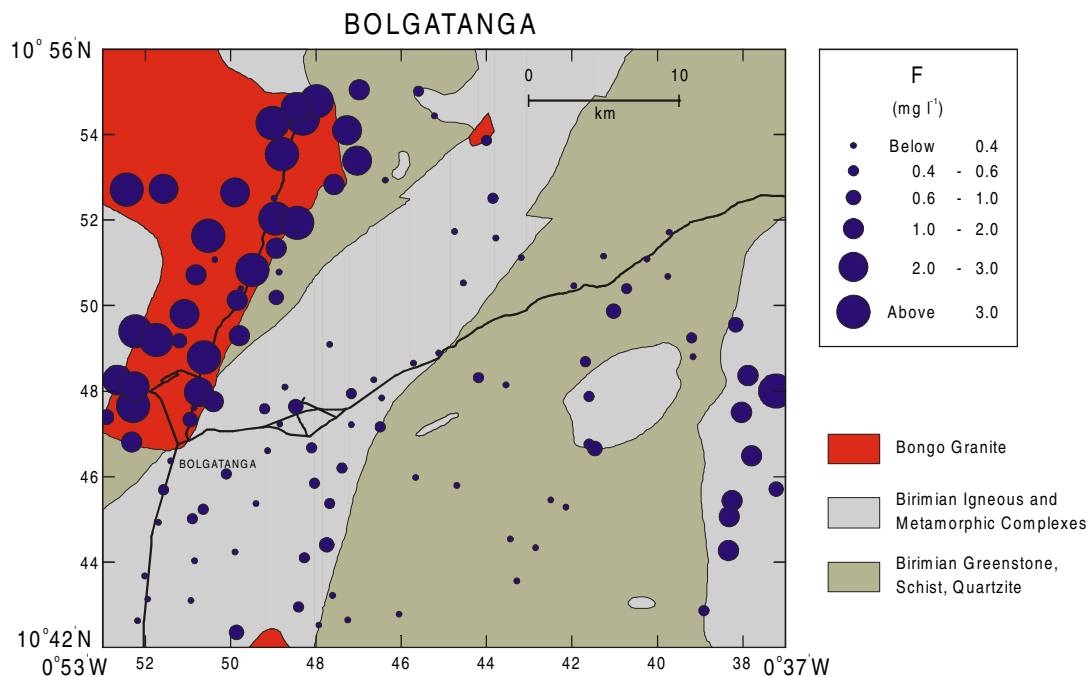 BOLGATANGA
10° 56' N
54
52
50
48
46
44
10° 42' N
0° 53' W
52
50
48
46
44
42
40
38
0° 37' W
0 10
km
BOLGATANGA
F
(mg l⁻¹)
Below 0.4
0.4 - 0.6
0.6 - 1.0
1.0 - 2.0
2.0 - 3.0
Above 3.0
Bongo Granite
Birimian Igneous and
Metamorphic Complexes
Birimian Greenstone,
Schist, Quartzite